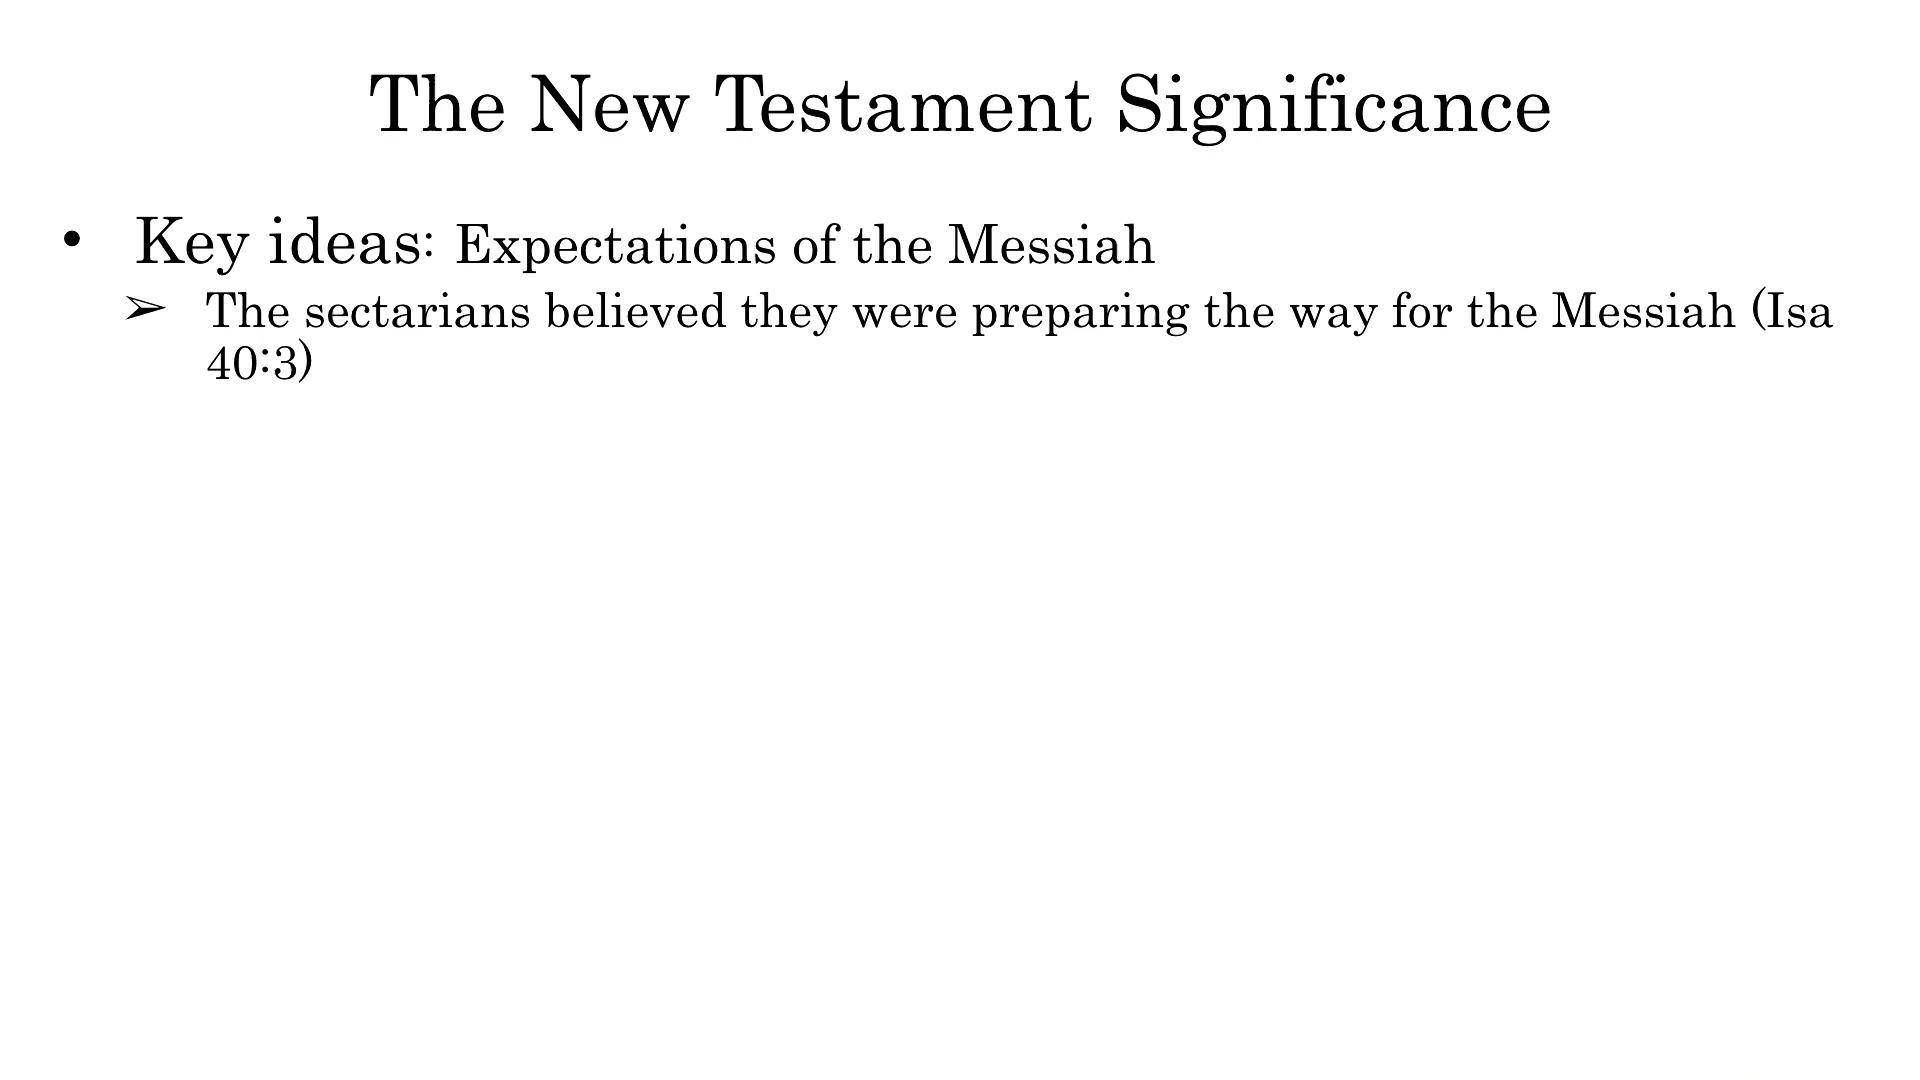 The New Testament Significance
• Key ideas: Expectations of the Messiah
➢ The sectarians believed they were preparing the way for the Messiah (Isa
40:3)